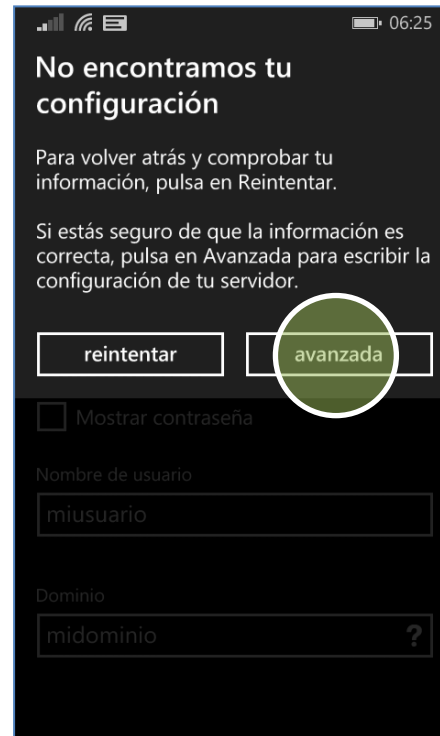 06:25
No encontramos tu
configuración
Para volver atrás y comprobar tu
información, pulsa en Reintentar.
Si estás seguro de que la información es
correcta, pulsa en Avanzada para escribir la
configuración de tu servidor.
reintentar
avanzada
Mostrar contraseña
Nombre de usuario
miusuario
Dominio
midominio
?